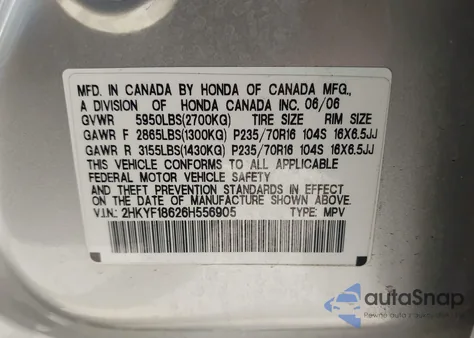 MFD. IN CANADA BY HONDA OF CANADA MFG.,
A DIVISION OF HONDA CANADA INC. 06/06
GVWR 5950LBS(2700KG) TIRE SIZE RIM SIZE
GAWR F 2865LBS(1300KG) P235/70R16 104S 16X6.5JJ
GAWR R 3155LBS(1430KG) P235/70R16 104S 16X6.5JJ
THIS VEHICLE CONFORMS TO ALL APPLICABLE
FEDERAL MOTOR VEHICLE SAFETY
AND THEFT PREVENTION STANDARDS IN EFFECT
ON THE DATE OF MANUFACTURE SHOWN ABOVE.
V.I.N.: 2HKYF18626H556905 TYPE: MPV
autoSnap